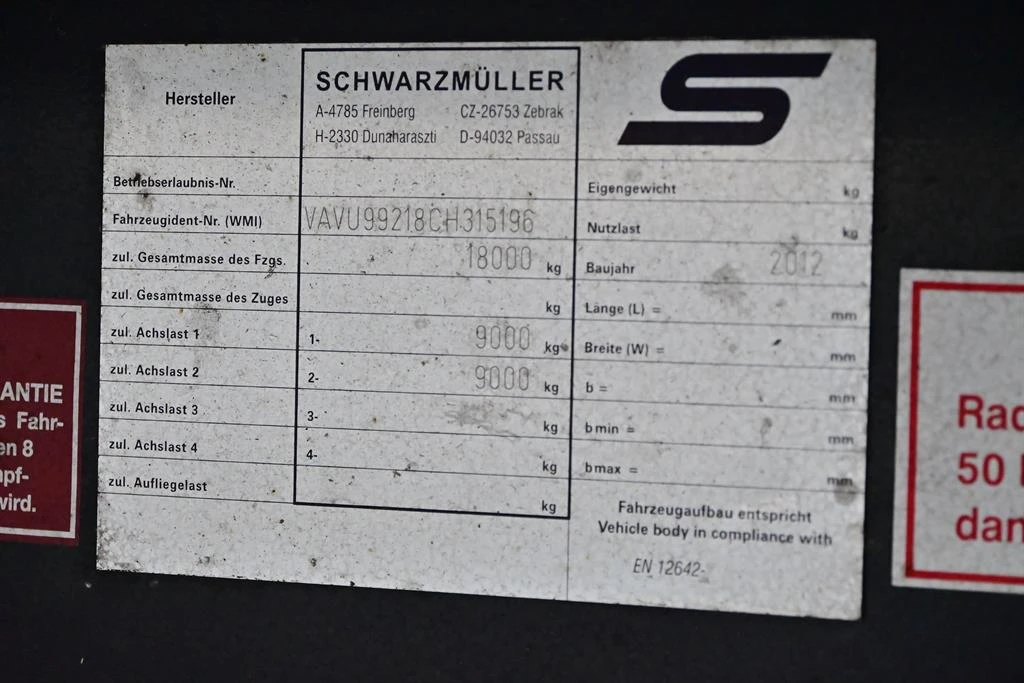 Hersteller
SCHWARZMÜLLER
A-4785 Freinberg CZ-26753 Zebrak
H-2330 Dunaharaszti D-94032 Passau
Betriebserlaubnis-Nr.
Fahrzeugident-Nr. (WMI) VAVU99218CH315196
zul. Gesamtmasse des Fzgs. 18000 kg
zul. Gesamtmasse des Zuges kg
zul. Achslast 1 1- 9000 kg
zul. Achslast 2 2- 9000 kg
zul. Achslast 3 3- kg
zul. Achslast 4 4- kg
zul. Aufliegelast kg
Eigengewicht kg
Nutzlast kg
Baujahr 2012
Länge (L) = mm
Breite (W) = mm
b = mm
bmin = mm
bmax = mm
Fahrzeugaufbau entspricht
Vehicle body in compliance with
EN 12642-
ANTIE
s Fahr-
en 8
npf-
wird.
Rad
50
dan